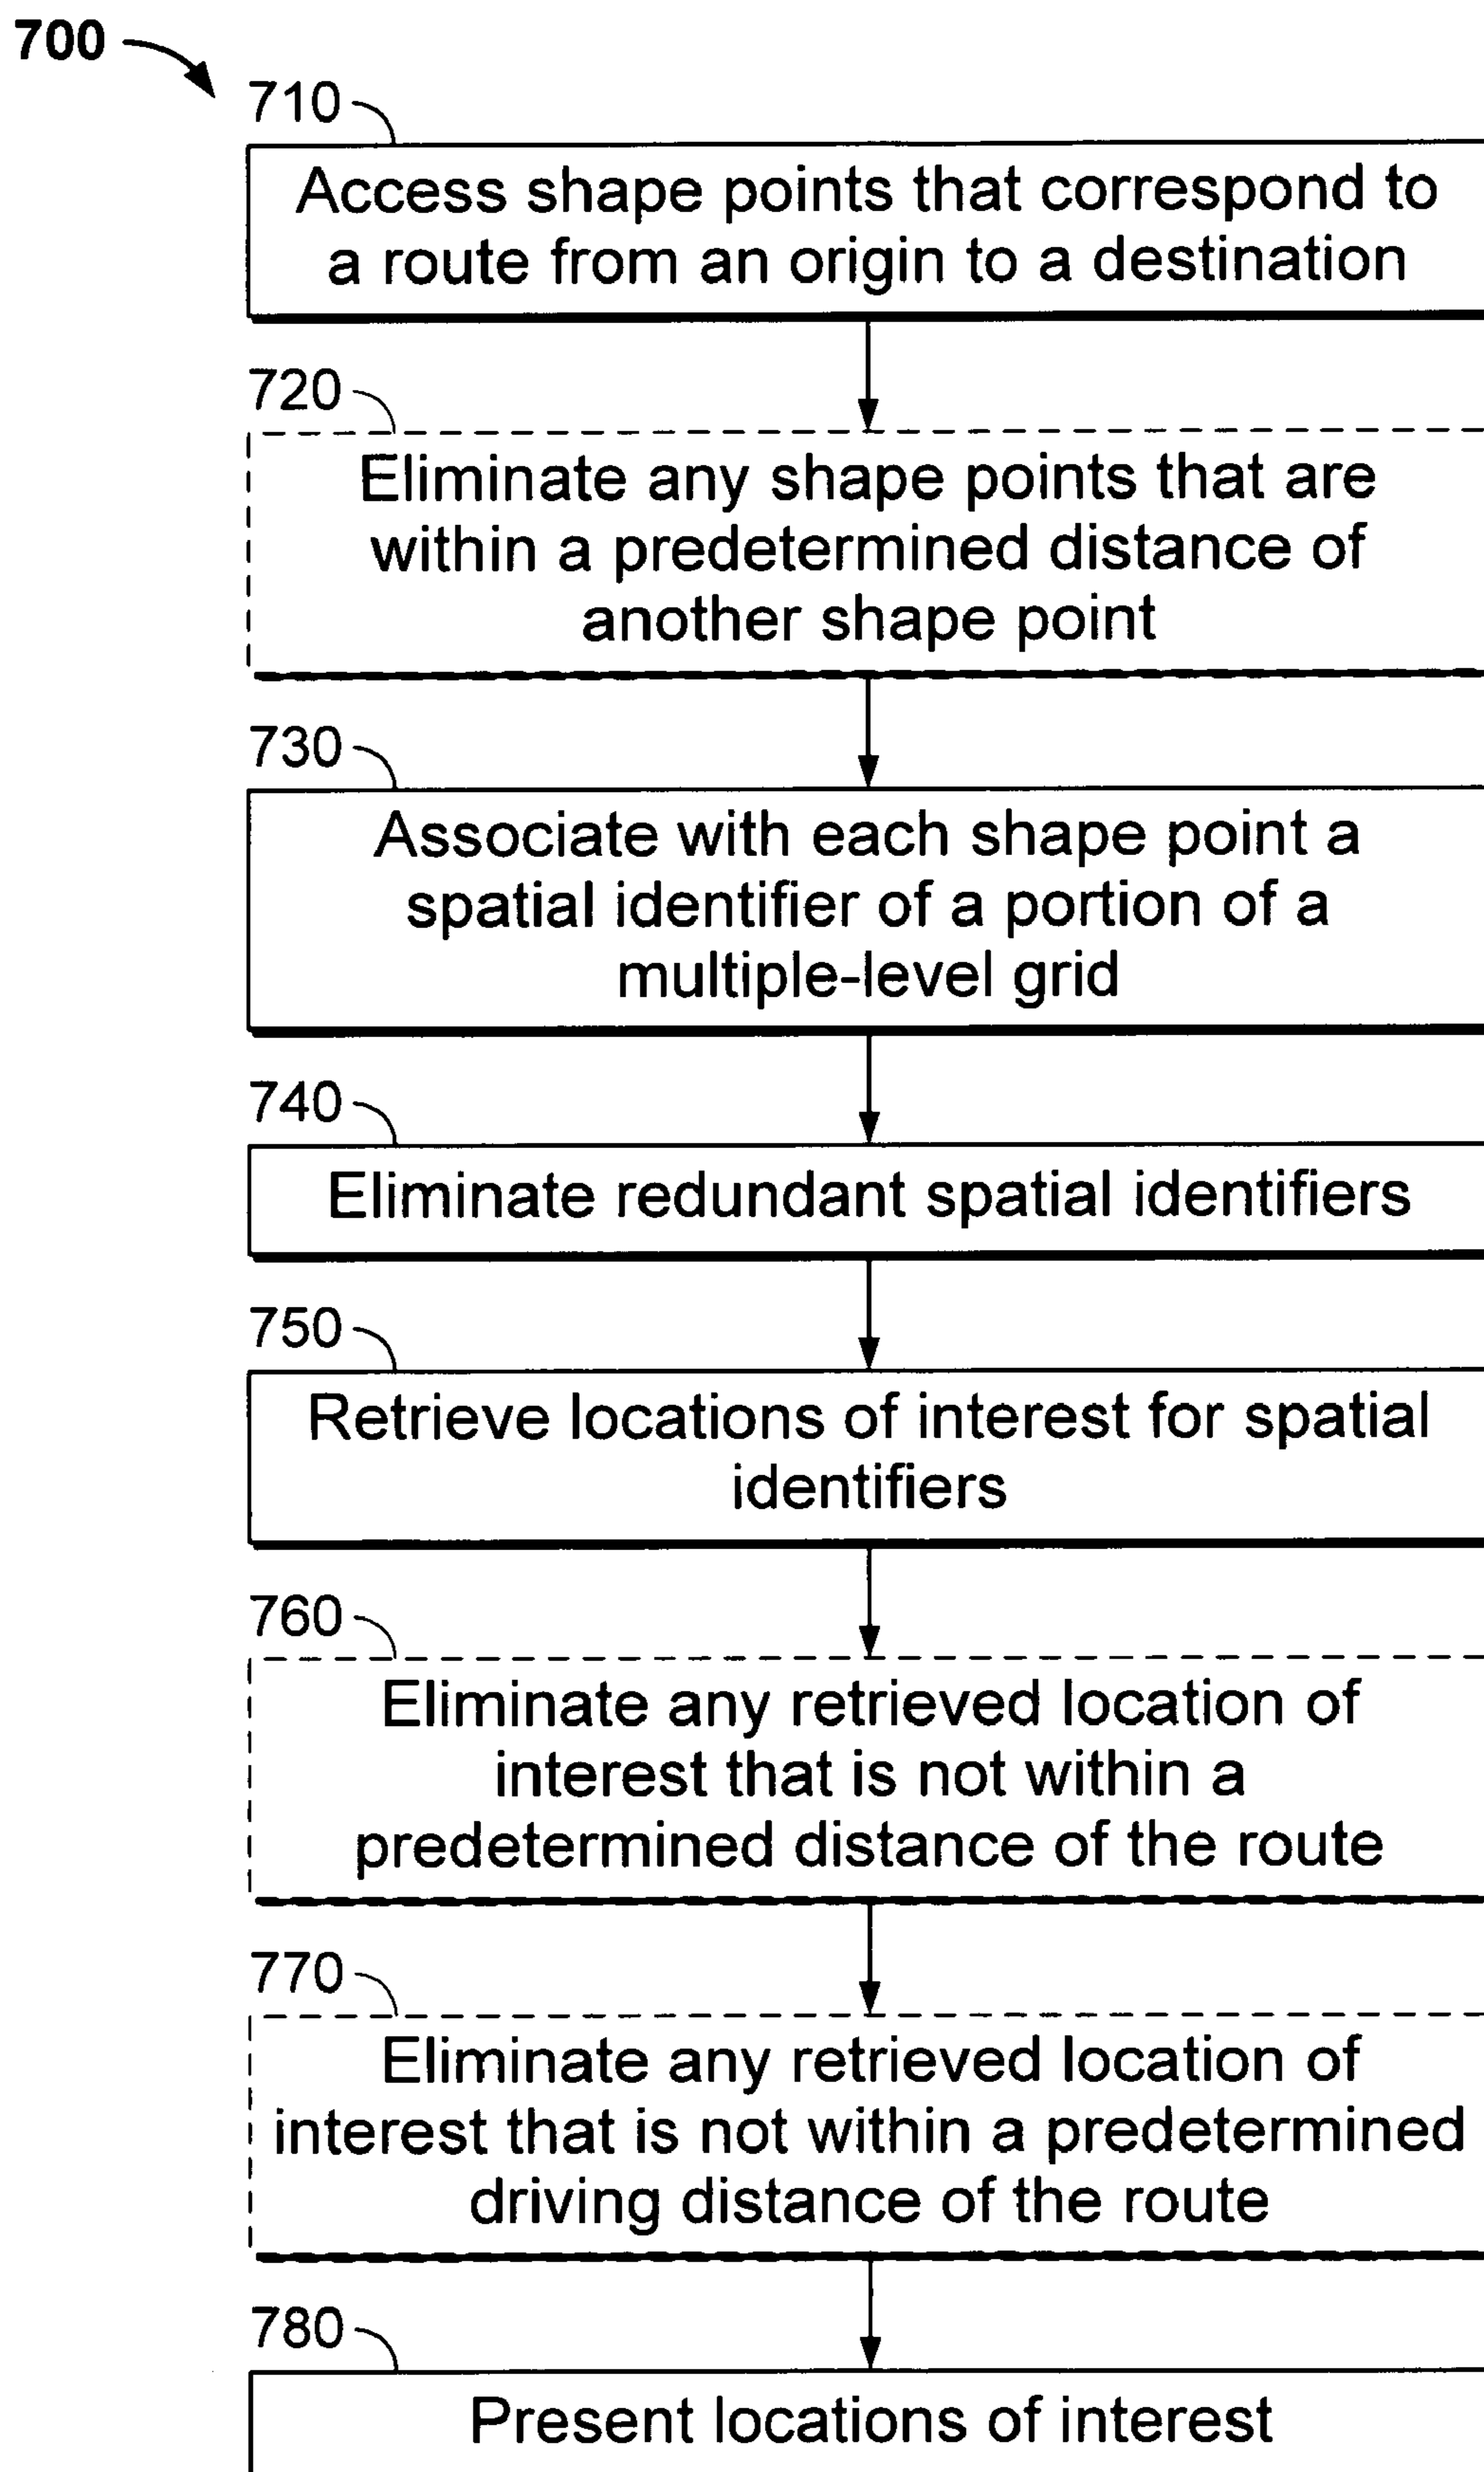 700
710
Access shape points that correspond to
a route from an origin to a destination
720
Eliminate any shape points that are
within a predetermined distance of
another shape point
730
Associate with each shape point a
spatial identifier of a portion of a
multiple-level grid
740
Eliminate redundant spatial identifiers
750
Retrieve locations of interest for spatial
identifiers
760
Eliminate any retrieved location of
interest that is not within a
predetermined distance of the route
770
Eliminate any retrieved location of
interest that is not within a predetermined
driving distance of the route
780
Present locations of interest